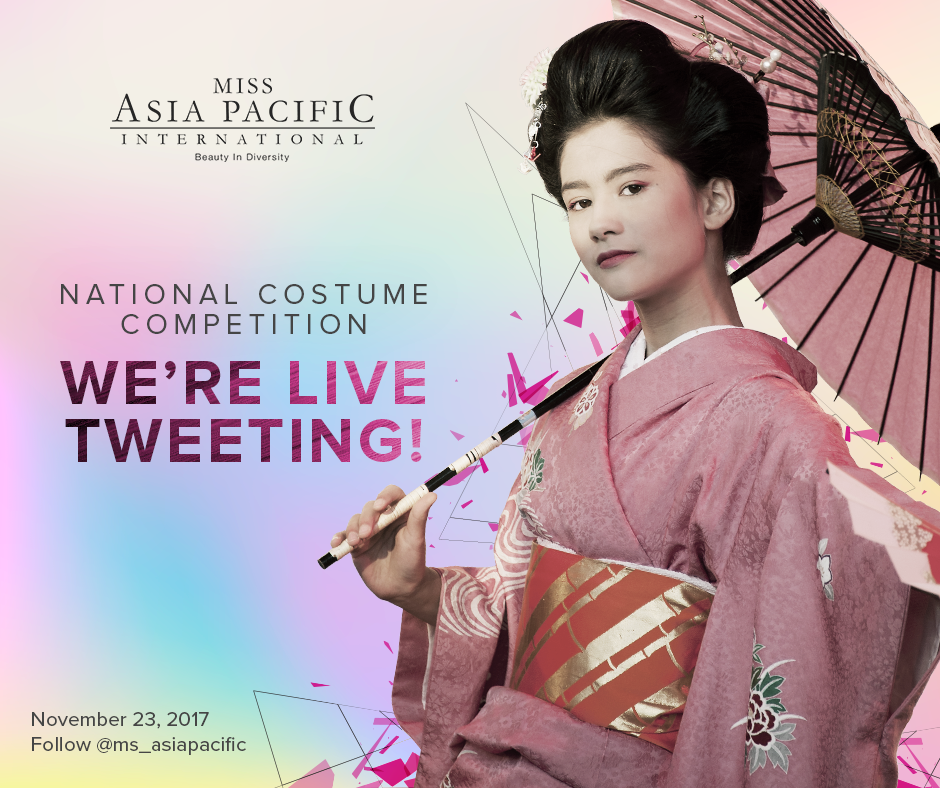 MISS
ASIA PACIFIC
INTERNATIONAL
Beauty In Diversity
NATIONAL COSTUME
COMPETITION
WE’RE LIVE
TWEETING!
November 23, 2017
Follow @ms_asiapacific